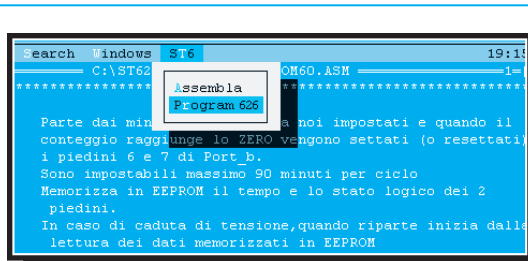 Search Windows ST6 19:15
C:\ST62 OM60.ASM 1=[
****************************************************************
Assembla
Program 626
Parte dai min a noi impostati e quando il
conteggio raggiunge lo ZERO vengono settati (o resettati)
i piedini 6 e 7 di Port_b.
Sono impostabili massimo 90 minuti per ciclo
Memorizza in EEPROM il tempo e lo stato logico dei 2
piedini.
In caso di caduta di tensione,quando riparte inizia dalla
lettura dei dati memorizzati in EEPROM